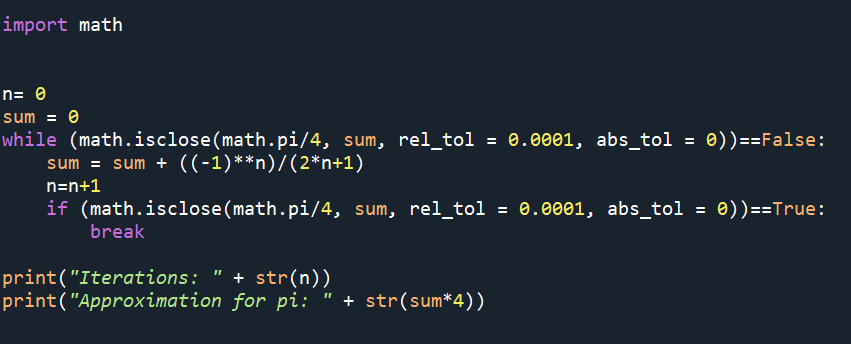 import math
n= 0
sum = 0
while (math.isclose(math.pi/4, sum, rel_tol = 0.0001, abs_tol = 0))==False:
    sum = sum + ((-1)**n)/(2*n+1)
    n=n+1
    if (math.isclose(math.pi/4, sum, rel_tol = 0.0001, abs_tol = 0))==True:
        break
print("Iterations: " + str(n))
print("Approximation for pi: " + str(sum*4))